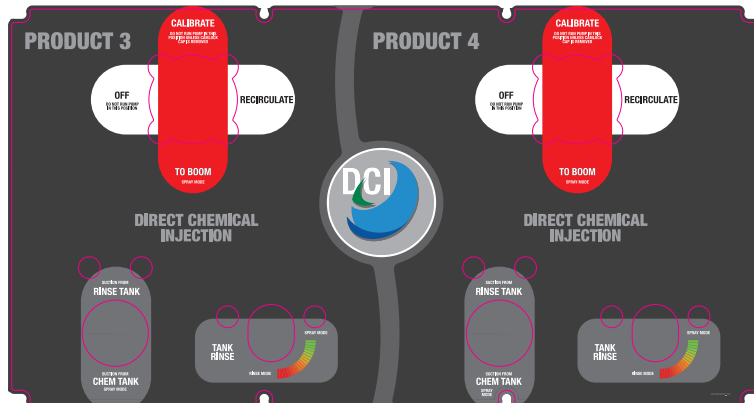 PRODUCT 3
CALIBRATE
DO NOT RUN PUMP IN THIS
POSITION UNLESS CAMLOCK
CAP IS REMOVED
OFF
DO NOT RUN PUMP
IN THIS POSITION
RECIRCULATE
TO BOOM
SPRAY MODE
DIRECT CHEMICAL
INJECTION
SUCTION FROM
RINSE TANK
SUCTION FROM
CHEM TANK
SPRAY MODE
TANK
RINSE
SPRAY MODE
RINSE MODE
DCI
PRODUCT 4
CALIBRATE
DO NOT RUN PUMP IN THIS
POSITION UNLESS CAMLOCK
CAP IS REMOVED
OFF
DO NOT RUN PUMP
IN THIS POSITION
RECIRCULATE
TO BOOM
SPRAY MODE
DIRECT CHEMICAL
INJECTION
SUCTION FROM
RINSE TANK
SUCTION FROM
CHEM TANK
SPRAY
MODE
TANK
RINSE
SPRAY MODE
RINSE MODE